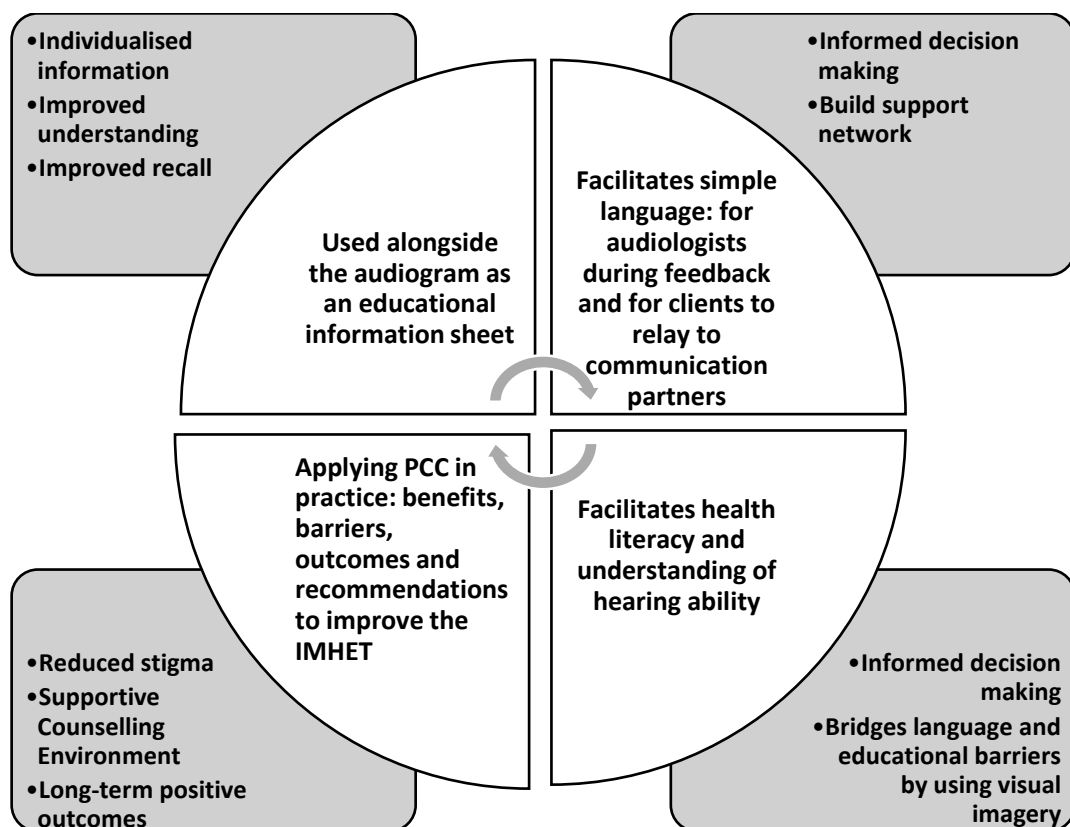 •Individualised
information
•Improved
understanding
•Improved recall
•Informed decision
making
•Build support
network
Used alongside
the audiogram as
an educational
information sheet
Facilitates simple
language: for
audiologists
during feedback
and for clients to
relay to
communication
partners
Applying PCC in
practice: benefits,
barriers,
outcomes and
recommendations
to improve the
IMHET
Facilitates health
literacy and
understanding of
hearing ability
•Reduced stigma
•Supportive
Counselling
Environment
•Long-term positive
outcomes
•Informed decision
making
•Bridges language and
educational barriers
by using visual
imagery